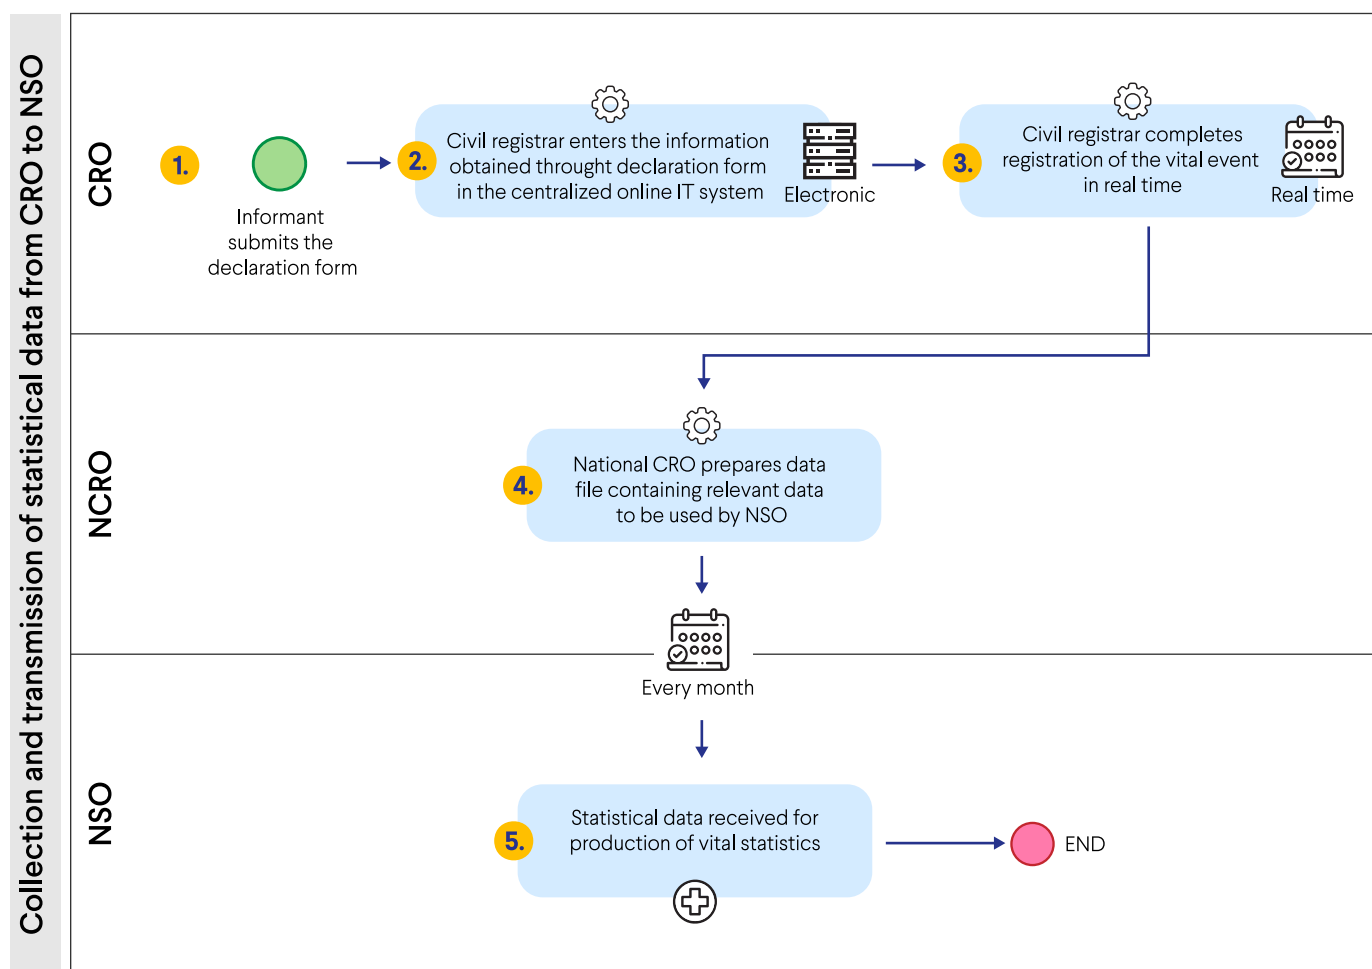 Collection and transmission of statistical data from CRO to NSO
CRO
1.
Informant
submits the
declaration form
2.
Civil registrar enters the information
obtained throught declaration form
in the centralized online IT system
Electronic
3.
Civil registrar completes
registration of the vital event
in real time
Real time
NCRO
4.
National CRO prepares data
file containing relevant data
to be used by NSO
Every month
NSO
5.
Statistical data received for
production of vital statistics
END